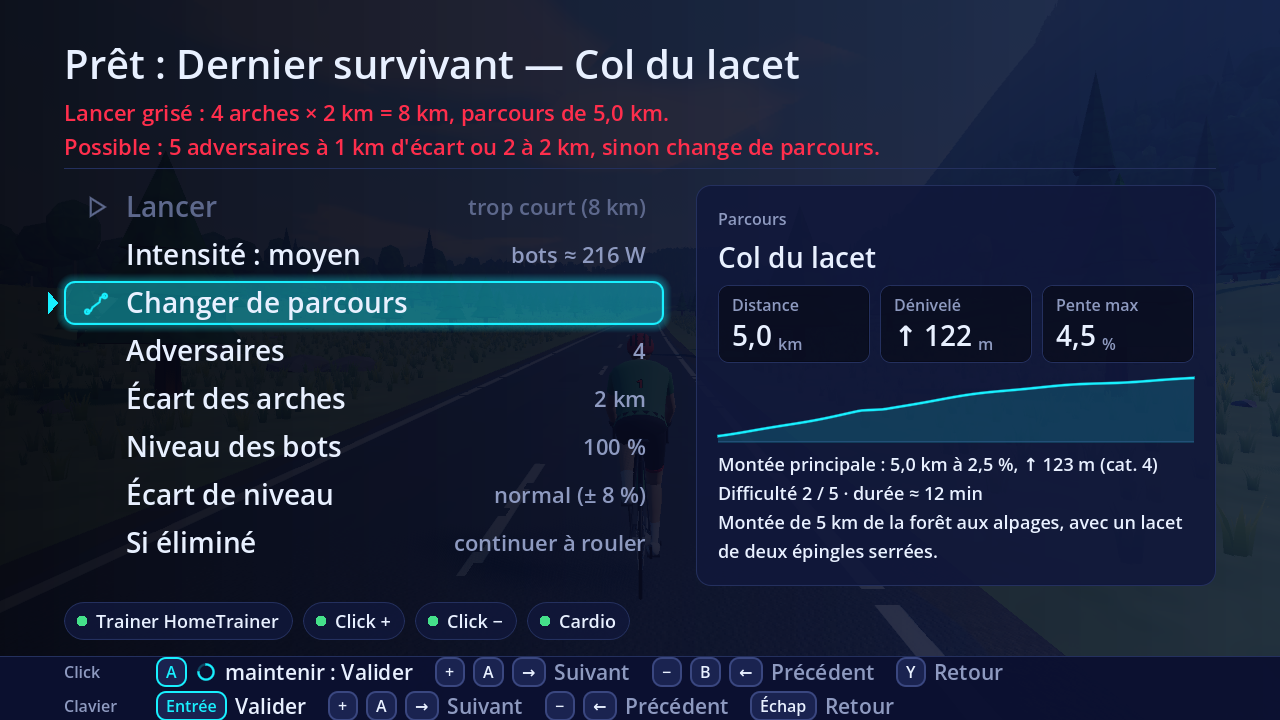 Prêt : Dernier survivant — Col du lacet
Lancer grisé : 4 arches × 2 km = 8 km, parcours de 5,0 km.
Possible : 5 adversaires à 1 km d'écart ou 2 à 2 km, sinon change de parcours.
Lancer trop court (8 km)
Intensité : moyen bots ≈ 216 W
Changer de parcours
Adversaires 4
Écart des arches 2 km
Niveau des bots 100 %
Écart de niveau normal (± 8 %)
Si éliminé continuer à rouler
Parcours
Col du lacet
Distance Dénivelé Pente max
5,0 km ↑ 122 m 4,5 %
Montée principale : 5,0 km à 2,5 %, ↑ 123 m (cat. 4)
Difficulté 2 / 5 · durée ≈ 12 min
Montée de 5 km de la forêt aux alpages, avec un lacet
de deux épingles serrées.
Trainer HomeTrainer Click + Click − Cardio
Click A maintenir : Valider + A → Suivant − B ← Précédent Y Retour
Clavier Entrée Valider + A → Suivant − ← Précédent Échap Retour